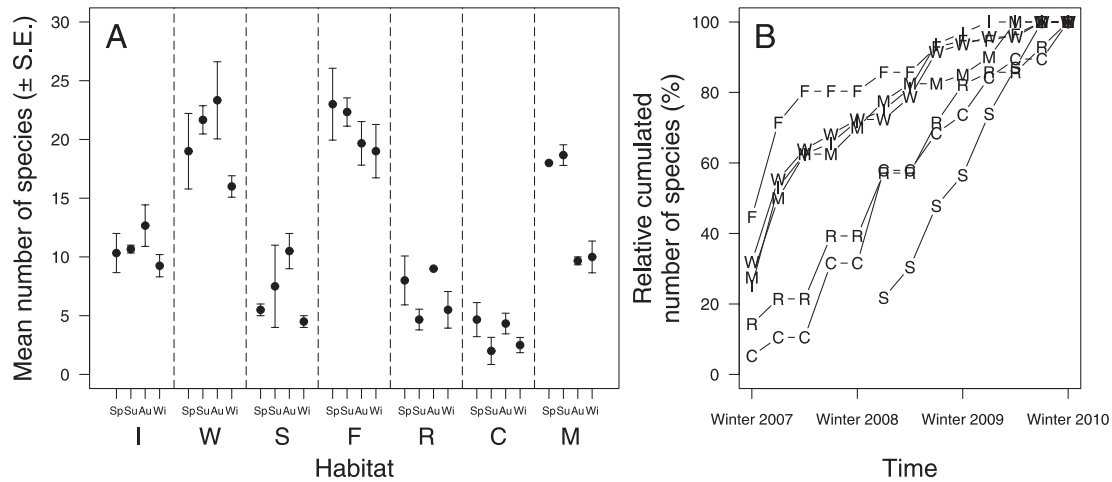 A
Mean number of species (± S.E.)
30
25
20
15
10
5
0
Sp Su Au Wi Sp Su Au Wi Sp Su Au Wi Sp Su Au Wi Sp Su Au Wi Sp Su Au Wi Sp Su Au Wi
I W S F R C M
Habitat
B
Relative cumulated
number of species (%)
100
80
60
40
20
0
Winter 2007 Winter 2008 Winter 2009 Winter 2010
Time